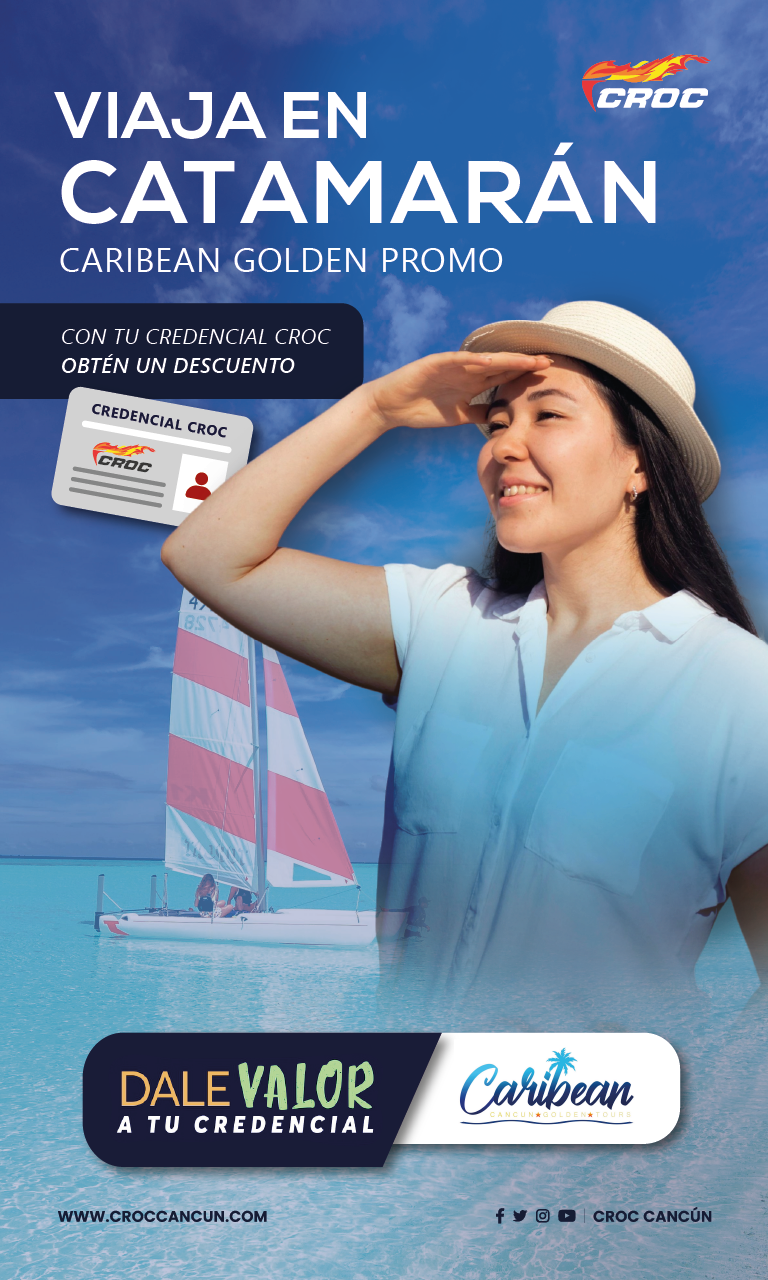 CROC
VIAJA EN
CATAMARÁN
CARIBEAN GOLDEN PROMO
CON TU CREDENCIAL CROC
OBTÉN UN DESCUENTO
CREDENCIAL CROC
CROC
DALE VALOR
A TU CREDENCIAL
Caribean
CANCUN★GOLDEN★TOURS
WWW.CROCCANCUN.COM
CROC CANCÚN